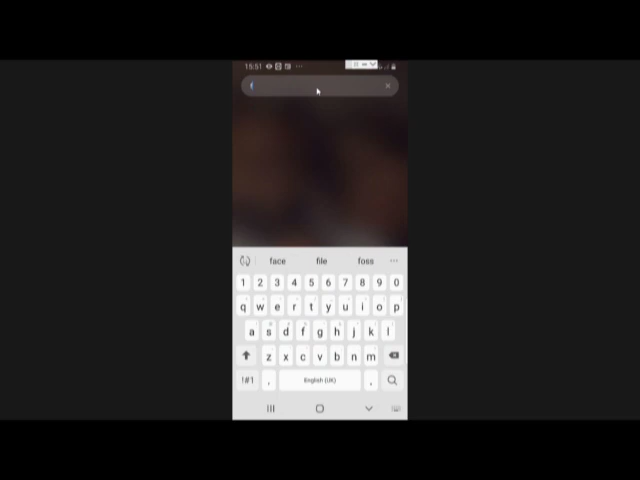 15:51
f
face file foss
1 2 3 4 5 6 7 8 9 0
q w e r t y u i o p
a s d f g h j k l
z x c v b n m
!#1 , English (UK) .